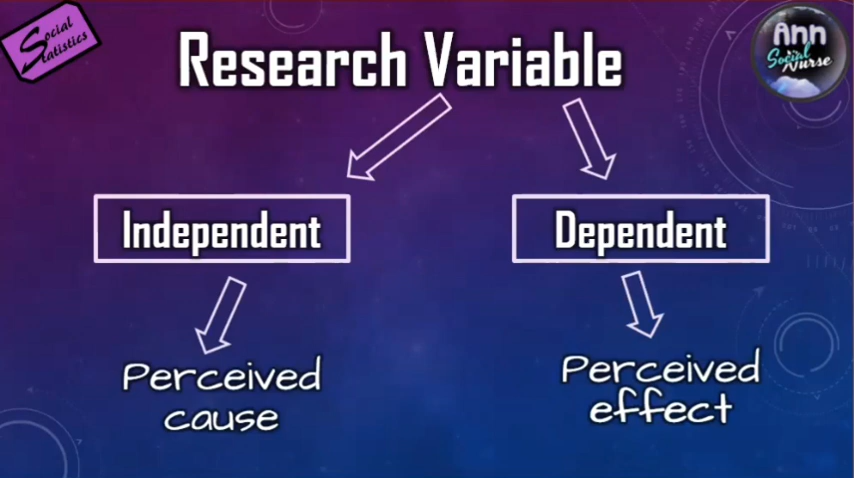 Social
Statistics
Research Variable
Ann
Social
Nurse
Independent
Dependent
Perceived
cause
Perceived
effect